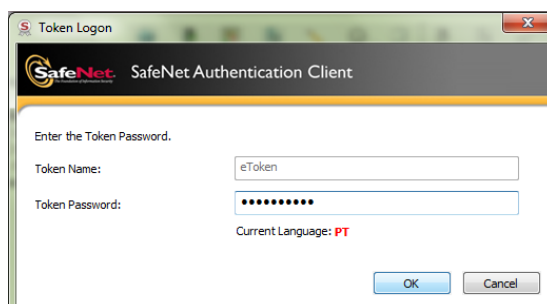 Token Logon
SafeNet. SafeNet Authentication Client
Enter the Token Password.
Token Name: eToken
Token Password: ••••••••••
Current Language: PT
OK Cancel